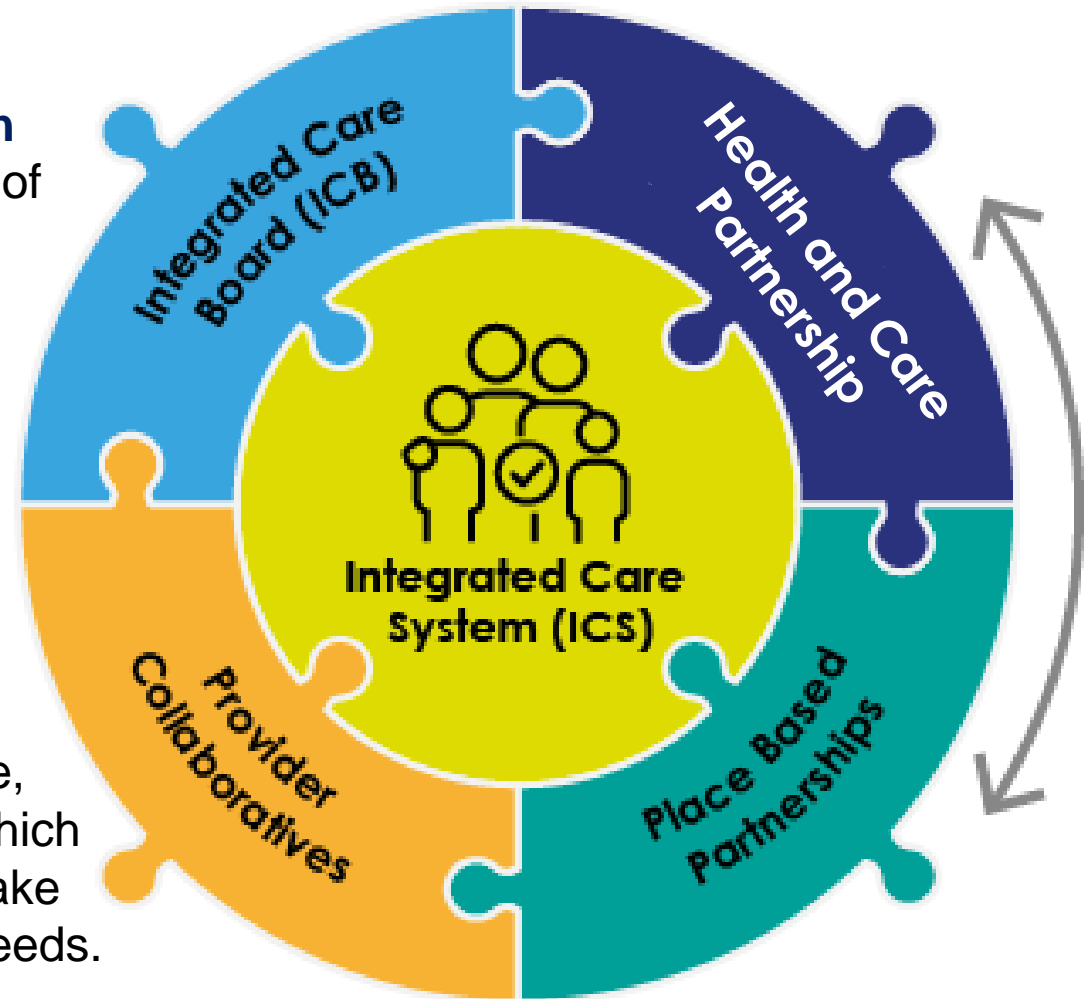 n
of
Integrated Care
Board (ICB)
Health and Care
Partnership
Integrated Care
System (ICS)
Provider
Collaboratives
Place Based
Partnerships
e,
hich
ake
eeds.